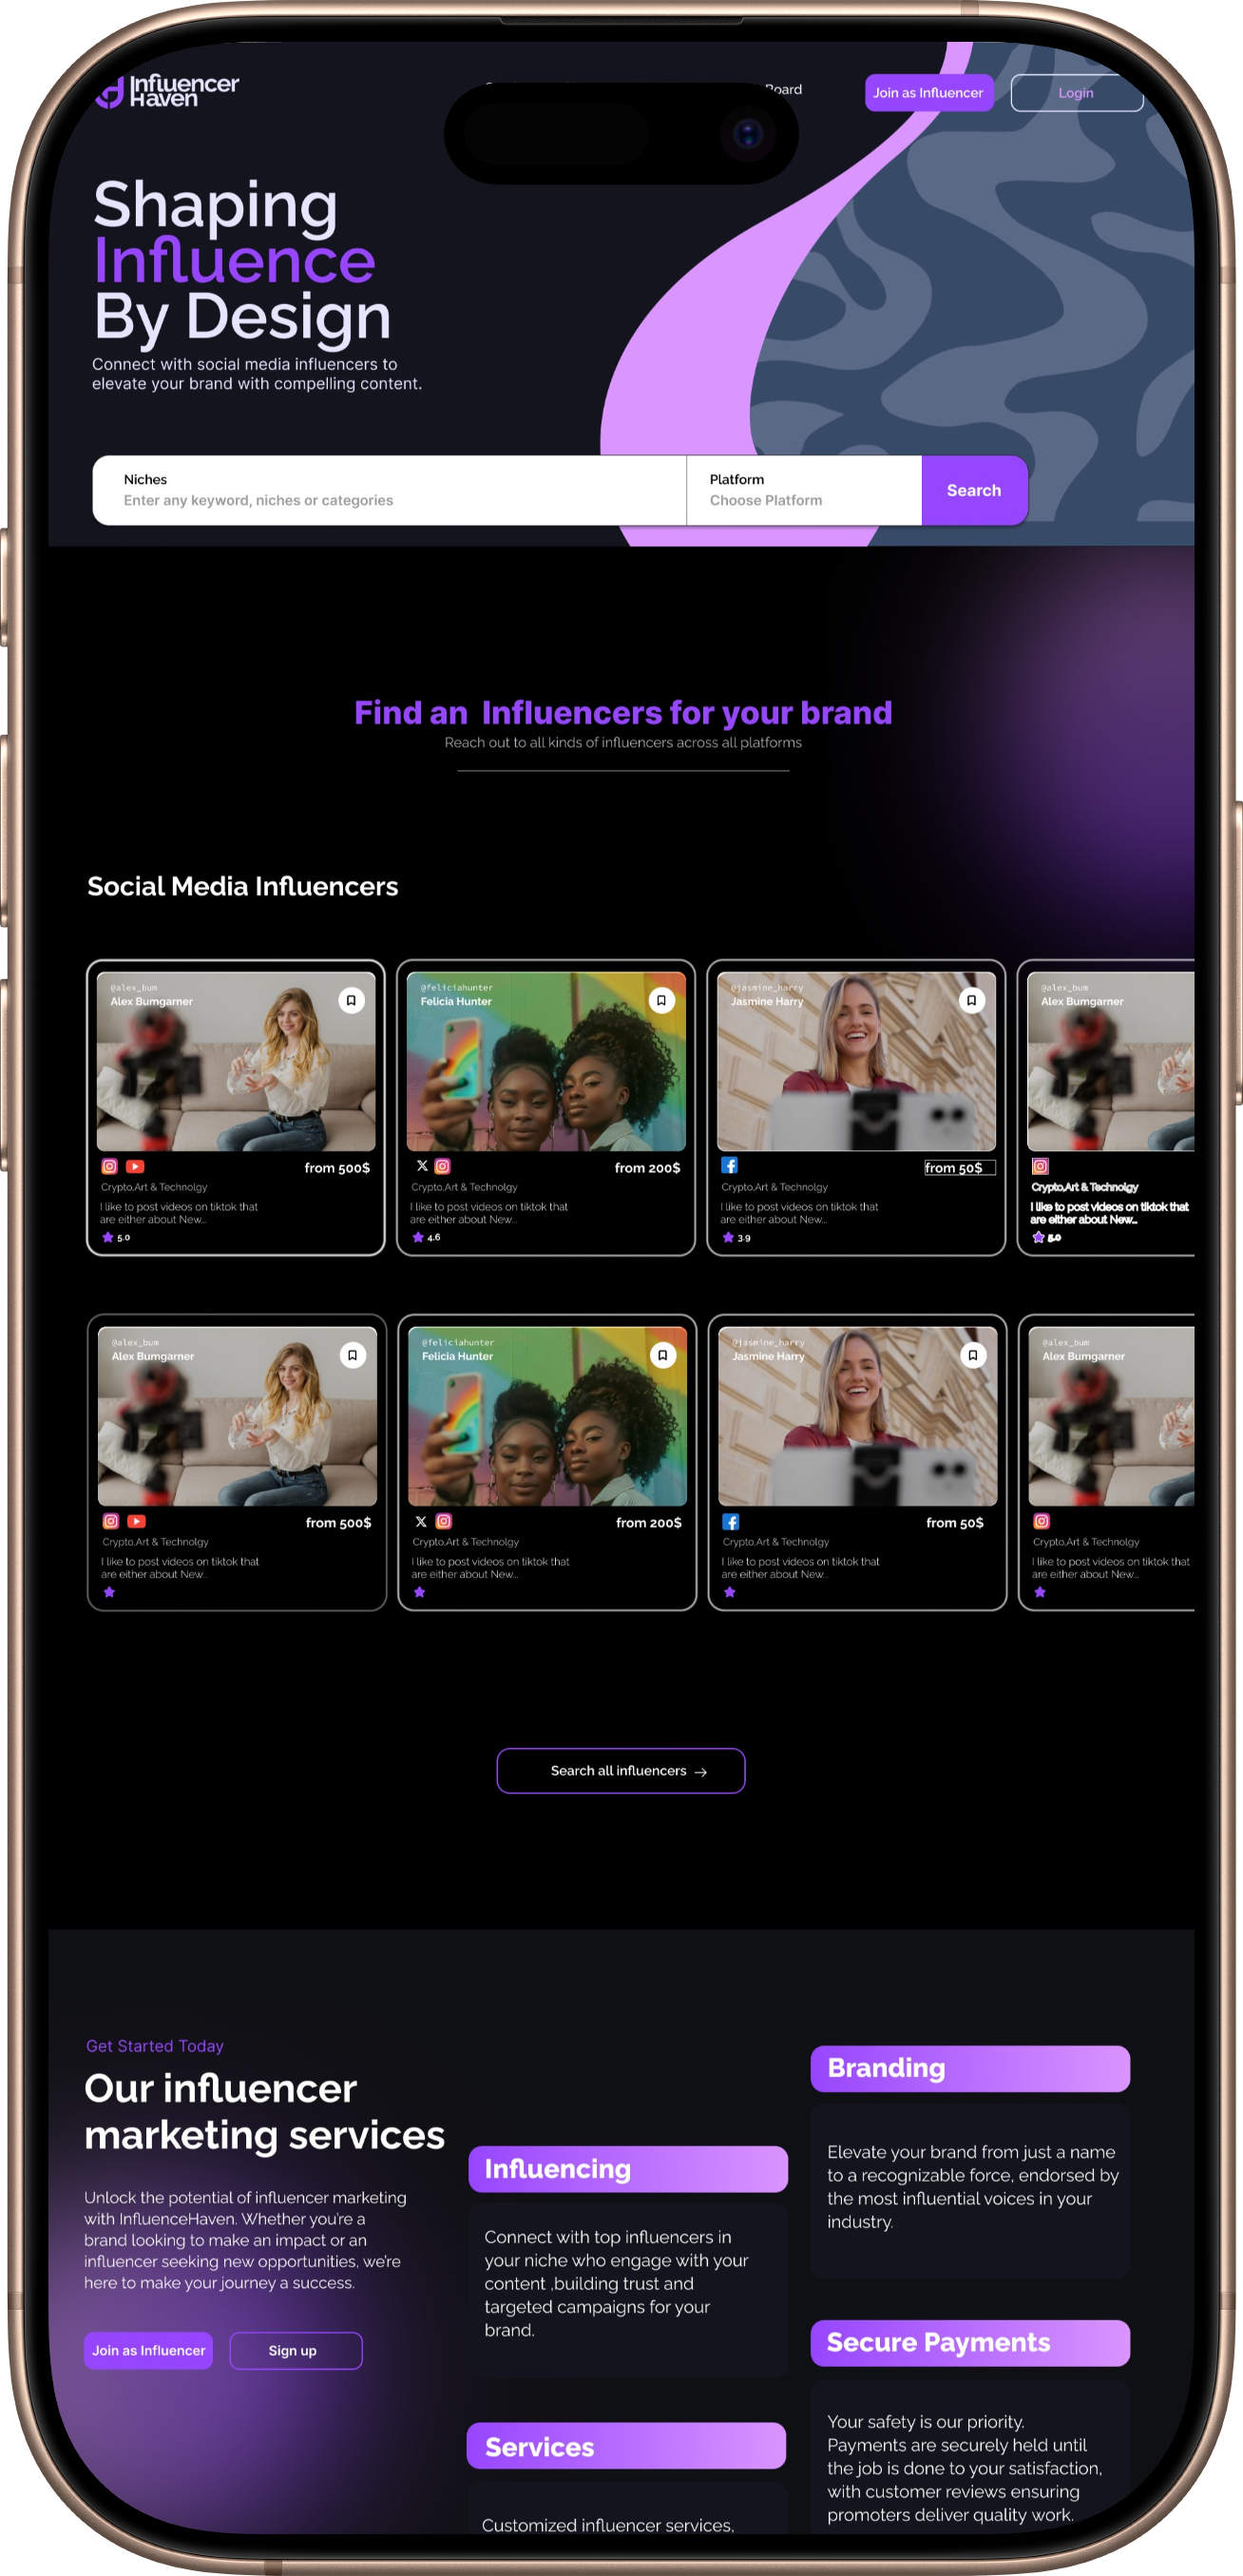 Influencer
Haven
Board
Join as Influencer
Login
Shaping
Influence
By Design
Connect with social media influencers to
elevate your brand with compelling content.
Niches
Enter any keyword, niches or categories
Platform
Choose Platform
Search
Find an Influencers for your brand
Reach out to all kinds of influencers across all platforms
Social Media Influencers
@alex_bum
Alex Bumgarner
from 500$
Crypto,Art & Technolgy
I like to post videos on tiktok that
are either about New...
5.0
@feliciahunter
Felicia Hunter
from 200$
Crypto,Art & Technolgy
I like to post videos on tiktok that
are either about New...
4.6
@jasmine_harry
Jasmine Harry
from 50$
Crypto,Art & Technolgy
I like to post videos on tiktok that
are either about New...
3.9
@alex_bum
Alex Bumgarner
Crypto,Art & Technolgy
I like to post videos on tiktok that
are either about New...
5.0
@alex_bum
Alex Bumgarner
from 500$
Crypto,Art & Technolgy
I like to post videos on tiktok that
are either about New...
@feliciahunter
Felicia Hunter
from 200$
Crypto,Art & Technolgy
I like to post videos on tiktok that
are either about New...
@jasmine_harry
Jasmine Harry
from 50$
Crypto,Art & Technolgy
I like to post videos on tiktok that
are either about New...
@alex_bum
Alex Bumgarner
Crypto,Art & Technolgy
I like to post videos on tiktok that
are either about New...
Search all influencers →
Get Started Today
Our influencer
marketing services
Unlock the potential of influencer marketing
with InfluenceHaven. Whether you're a
brand looking to make an impact or an
influencer seeking new opportunities, we're
here to make your journey a success.
Join as Influencer
Sign up
Influencing
Connect with top influencers in
your niche who engage with your
content ,building trust and
targeted campaigns for your
brand.
Services
Customized influencer services,
Branding
Elevate your brand from just a name
to a recognizable force, endorsed by
the most influential voices in your
industry.
Secure Payments
Your safety is our priority.
Payments are securely held until
the job is done to your satisfaction,
with customer reviews ensuring
promoters deliver quality work.